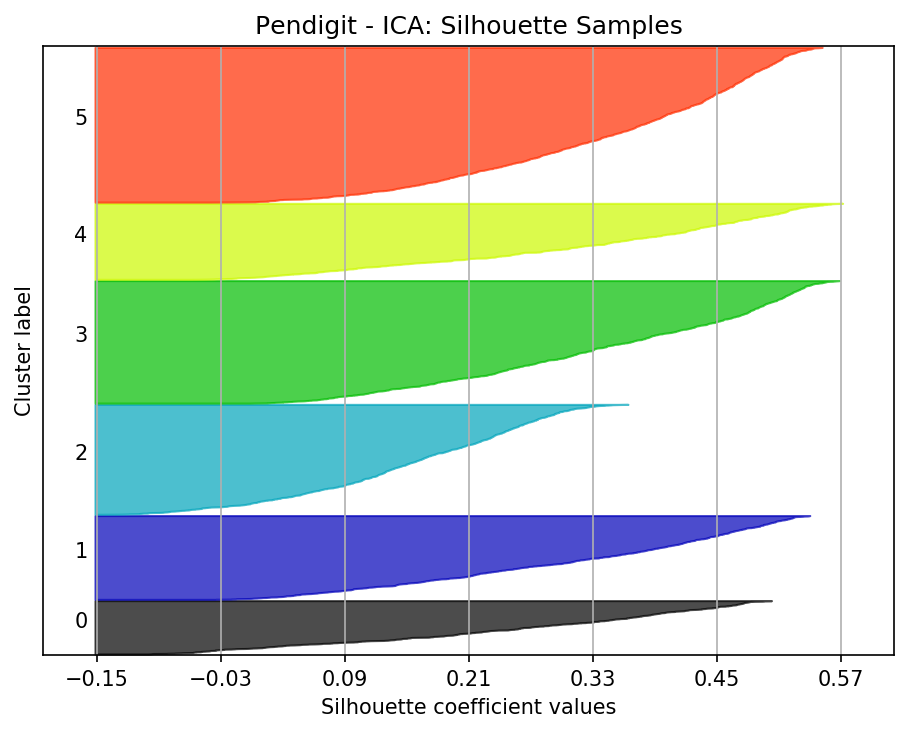 Pendigit - ICA: Silhouette Samples
5
4
3
2
1
0
Cluster label
−0.15 −0.03 0.09 0.21 0.33 0.45 0.57
Silhouette coefficient values